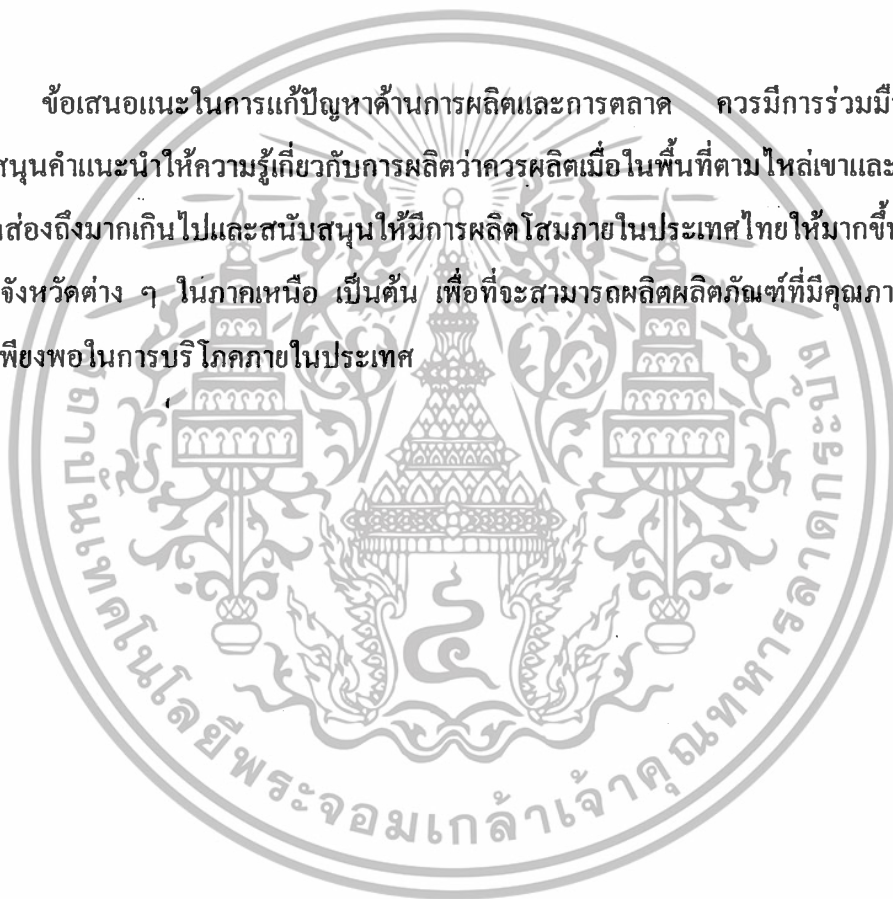 ข้อเสนอแนะในการแก้ปัญหาด้านการผลิตและการตลาด ควรมีการร่วมมื
สนุนคำแนะนำให้ความรู้เกี่ยวกับการผลิตว่าควรผลิตเมื่อในพื้นที่ตามไหล่เขาและ
ส่องถึงมากเกินไปและสนับสนุนให้มีการผลิตโสมภายในประเทศไทยให้มากขึ้น
จังหวัดต่าง ๆ ในภาคเหนือ เป็นต้น เพื่อที่จะสามารถผลิตผลิตภัณฑ์ที่มีคุณภา
เพียงพอในการบริโภคภายในประเทศ
สถาบันเทคโนโลยีพระจอมเกล้าเจ้าคุณทหารลาดกระบัง
๔